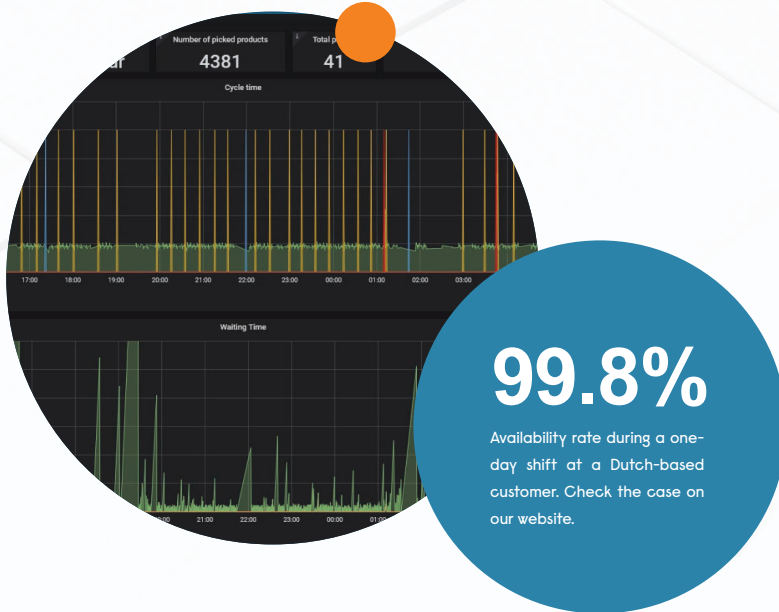 Number of picked products
Total p
4381
41
Cycle time
17:00 18:00 19:00 20:00 21:00 22:00 23:00 00:00 01:00 02:00 03:00
Waiting Time
21:00 22:00 23:00 00:00
99.8%
Availability rate during a one-
day shift at a Dutch-based
customer. Check the case on
our website.